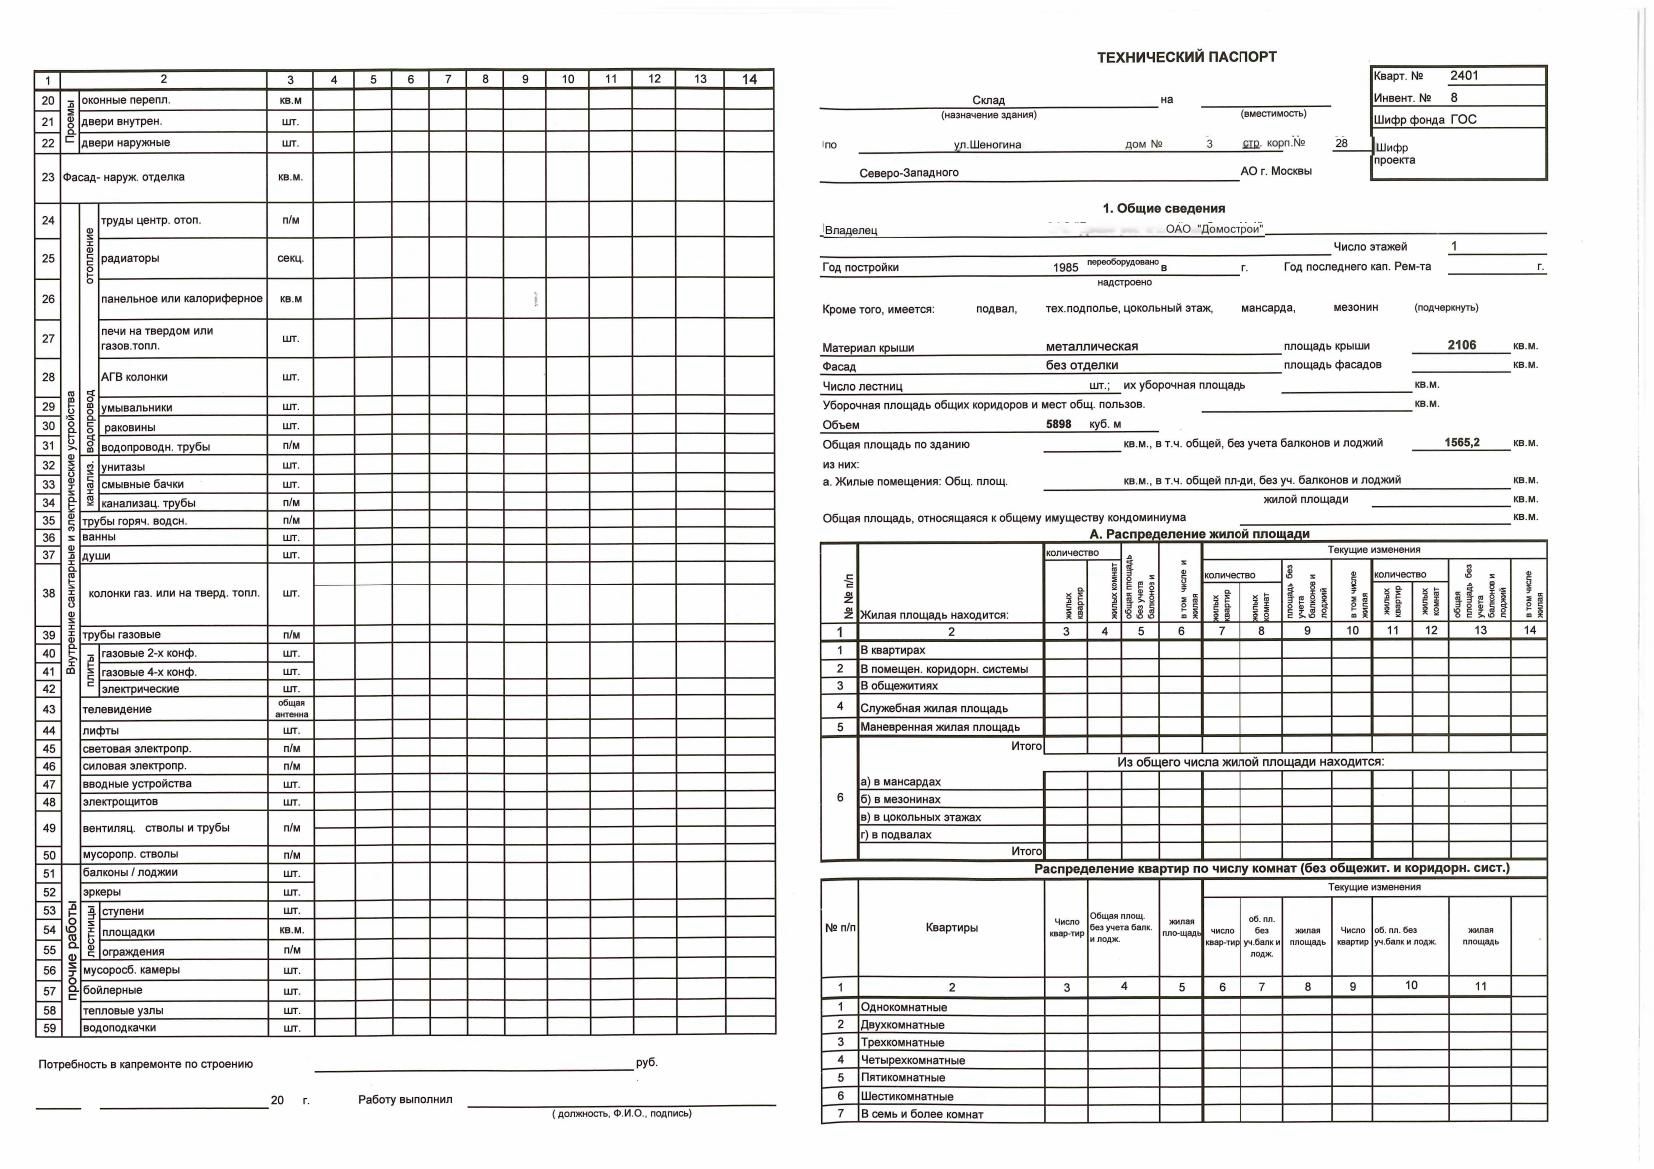 1 2 3 4 5 6 7 8 9 10 11 12 13 14
Проемы
20 оконные перепл. кв.м
21 двери внутрен. шт.
22 двери наружные шт.
23 Фасад- наруж. отделка кв.м.
Внутренние санитарные и электрические устройства
отопление
24 труды центр. отоп. п/м
25 радиаторы секц.
26 панельное или калориферное кв.м
27 печи на твердом или
газов.топл. шт.
28 АГВ колонки шт.
водопровод
29 умывальники шт.
30 раковины шт.
31 водопроводн. трубы п/м
канализ.
32 унитазы шт.
33 смывные бачки шт.
34 канализац. трубы п/м
35 трубы горяч. водсн. п/м
36 ванны шт.
37 души шт.
38 колонки газ. или на тверд. топл. шт.
39 трубы газовые п/м
плиты
40 газовые 2-х конф. шт.
41 газовые 4-х конф. шт.
42 электрические шт.
43 телевидение общая
антенна
44 лифты шт.
45 световая электропр. п/м
46 силовая электропр. п/м
47 вводные устройства шт.
48 электрощитов шт.
49 вентиляц. стволы и трубы п/м
50 мусоропр. стволы п/м
прочие работы
51 балконы / лоджии шт.
52 эркеры шт.
лестницы
53 ступени шт.
54 площадки кв.м.
55 ограждения п/м
56 мусоросб. камеры шт.
57 бойлерные шт.
58 тепловые узлы шт.
59 водоподкачки шт.
Потребность в капремонте по строению руб.
20 г. Работу выполнил
( должность, Ф.И.О., подпись)
ТЕХНИЧЕСКИЙ ПАСПОРТ
Кварт. № 2401
Инвент. № 8
Шифр фонда ГОС
Шифр
проекта
Склад на
(назначение здания) (вместимость)
по ул.Шеногина дом № 3 стр. корп.№ 28
Северо-Западного АО г. Москвы
1. Общие сведения
Владелец ОАО "Домострой"
Число этажей 1
Год постройки 1985 переоборудовано в г. Год последнего кап. Рем-та г.
надстроено
Кроме того, имеется: подвал, тех.подполье, цокольный этаж, мансарда, мезонин (подчеркнуть)
Материал крыши металлическая площадь крыши 2106 кв.м.
Фасад без отделки площадь фасадов кв.м.
Число лестниц шт.; их уборочная площадь кв.м.
Уборочная площадь общих коридоров и мест общ. пользов. кв.м.
Объем 5898 куб. м
Общая площадь по зданию кв.м., в т.ч. общей, без учета балконов и лоджий 1565,2 кв.м.
из них:
а. Жилые помещения: Общ. площ. кв.м., в т.ч. общей пл-ди, без уч. балконов и лоджий кв.м.
жилой площади кв.м.
Общая площадь, относящаяся к общему имуществу кондоминиума кв.м.
А. Распределение жилой площади
количество Текущие изменения
количество количество
№ № п/п Жилая площадь находится: жилых квартир жилых комнат общая площадь без учета балконов и в том числе и жилая жилых квартир жилых комнат площадь без учета балконов и лоджий в том числе жилая жилых квартир жилых комнат общая площадь без учета балконов и лоджий в том числе жилая
1 2 3 4 5 6 7 8 9 10 11 12 13 14
1 В квартирах
2 В помещен. коридорн. системы
3 В общежитиях
4 Служебная жилая площадь
5 Маневренная жилая площадь
Итого
Из общего числа жилой площади находится:
6
а) в мансардах
б) в мезонинах
в) в цокольных этажах
г) в подвалах
Итого
Распределение квартир по числу комнат (без общежит. и коридорн. сист.)
Текущие изменения
№ п/п Квартиры Число квар-тир Общая площ. без учета балк. и лодж. жилая пло-щадь число квар-тир об. пл. без уч.балк и лодж. жилая площадь Число квартир об. пл. без уч.балк и лодж. жилая площадь
1 2 3 4 5 6 7 8 9 10 11
1 Однокомнатные
2 Двухкомнатные
3 Трехкомнатные
4 Четырехкомнатные
5 Пятикомнатные
6 Шестикомнатные
7 В семь и более комнат